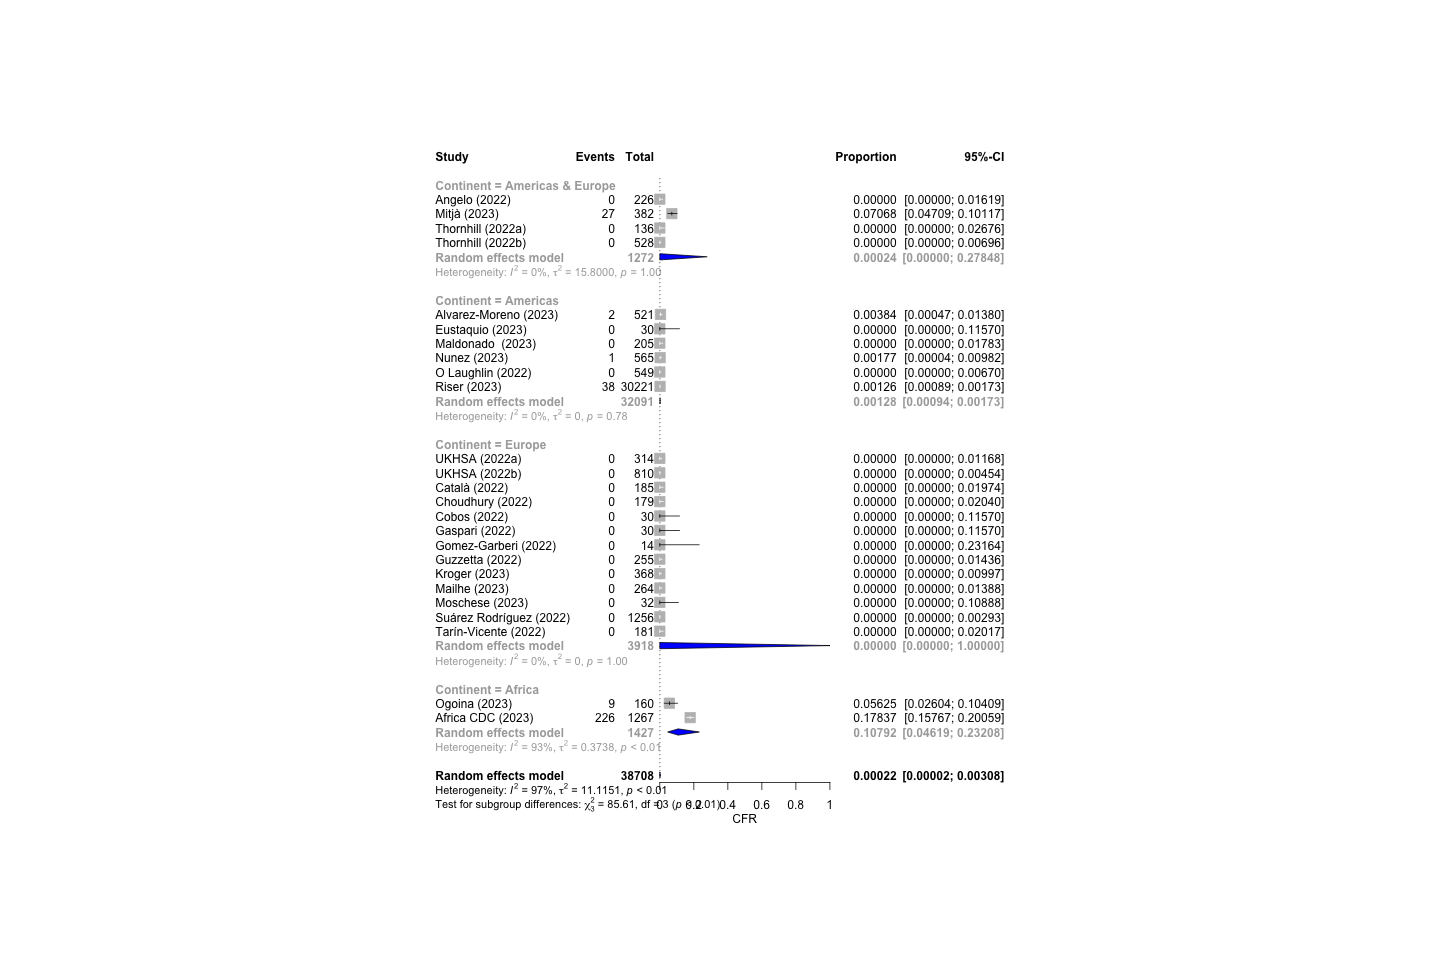 Study Events Total Proportion 95%-CI
Continent = Americas & Europe
Angelo (2022) 0 226 0.00000 [0.00000; 0.01619]
Mitjà (2023) 27 382 0.07068 [0.04709; 0.10117]
Thornhill (2022a) 0 136 0.00000 [0.00000; 0.02676]
Thornhill (2022b) 0 528 0.00000 [0.00000; 0.00696]
Random effects model 1272 0.00024 [0.00000; 0.27848]
Heterogeneity: I² = 0%, τ² = 15.8000, p = 1.00
Continent = Americas
Alvarez-Moreno (2023) 2 521 0.00384 [0.00047; 0.01380]
Eustaquio (2023) 0 30 0.00000 [0.00000; 0.11570]
Maldonado (2023) 0 205 0.00000 [0.00000; 0.01783]
Nunez (2023) 1 565 0.00177 [0.00004; 0.00982]
O Laughlin (2022) 0 549 0.00000 [0.00000; 0.00670]
Riser (2023) 38 30221 0.00126 [0.00089; 0.00173]
Random effects model 32091 0.00128 [0.00094; 0.00173]
Heterogeneity: I² = 0%, τ² = 0, p = 0.78
Continent = Europe
UKHSA (2022a) 0 314 0.00000 [0.00000; 0.01168]
UKHSA (2022b) 0 810 0.00000 [0.00000; 0.00454]
Català (2022) 0 185 0.00000 [0.00000; 0.01974]
Choudhury (2022) 0 179 0.00000 [0.00000; 0.02040]
Cobos (2022) 0 30 0.00000 [0.00000; 0.11570]
Gaspari (2022) 0 30 0.00000 [0.00000; 0.11570]
Gomez-Garberi (2022) 0 14 0.00000 [0.00000; 0.23164]
Guzzetta (2022) 0 255 0.00000 [0.00000; 0.01436]
Kroger (2023) 0 368 0.00000 [0.00000; 0.00997]
Mailhe (2023) 0 264 0.00000 [0.00000; 0.01388]
Moschese (2023) 0 32 0.00000 [0.00000; 0.10888]
Suárez Rodríguez (2022) 0 1256 0.00000 [0.00000; 0.00293]
Tarín-Vicente (2022) 0 181 0.00000 [0.00000; 0.02017]
Random effects model 3918 0.00000 [0.00000; 1.00000]
Heterogeneity: I² = 0%, τ² = 0, p = 1.00
Continent = Africa
Ogoina (2023) 9 160 0.05625 [0.02604; 0.10409]
Africa CDC (2023) 226 1267 0.17837 [0.15767; 0.20059]
Random effects model 1427 0.10792 [0.04619; 0.23208]
Heterogeneity: I² = 93%, τ² = 0.3738, p < 0.01
Random effects model 38708 0.00022 [0.00002; 0.00308]
Heterogeneity: I² = 97%, τ² = 11.1151, p < 0.01
Test for subgroup differences: χ²₃ = 85.61, df = 3 (p < 0.01)
0 0.2 0.4 0.6 0.8 1
CFR